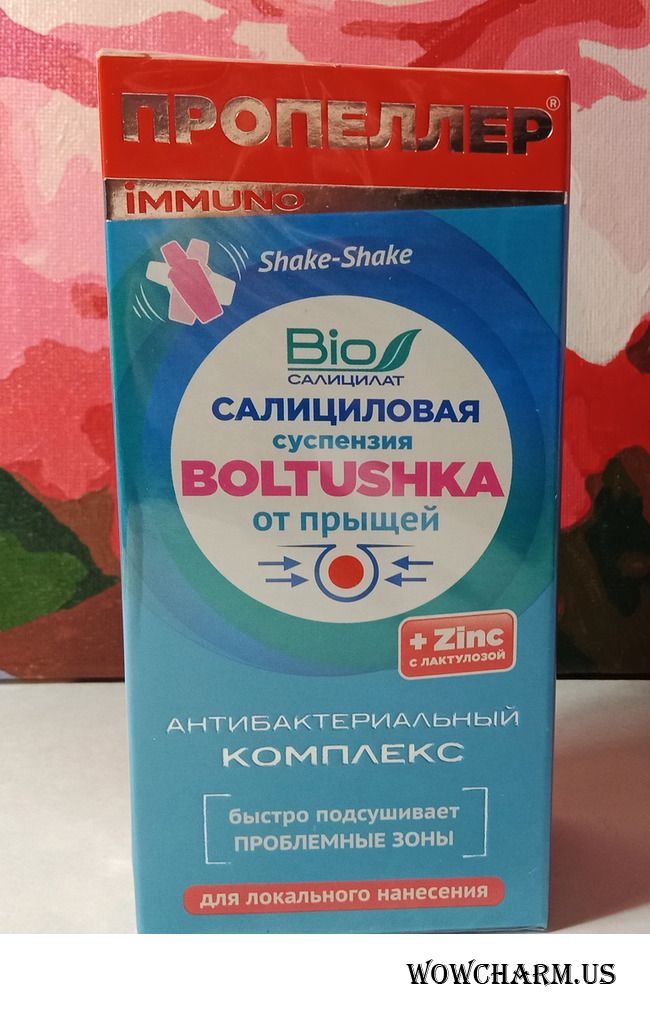 ПРОПЕЛЛЕР®
iMMUNO
Shake-Shake
Bio
САЛИЦИЛАТ
САЛИЦИЛОВАЯ
суспензия
BOLTUSHKA
от прыщей
+ Zinc
С ЛАКТУЛОЗОЙ
АНТИБАКТЕРИАЛЬНЫЙ
КОМПЛЕКС
быстро подсушивает
ПРОБЛЕМНЫЕ ЗОНЫ
для локального нанесения
WOWCHARM.US